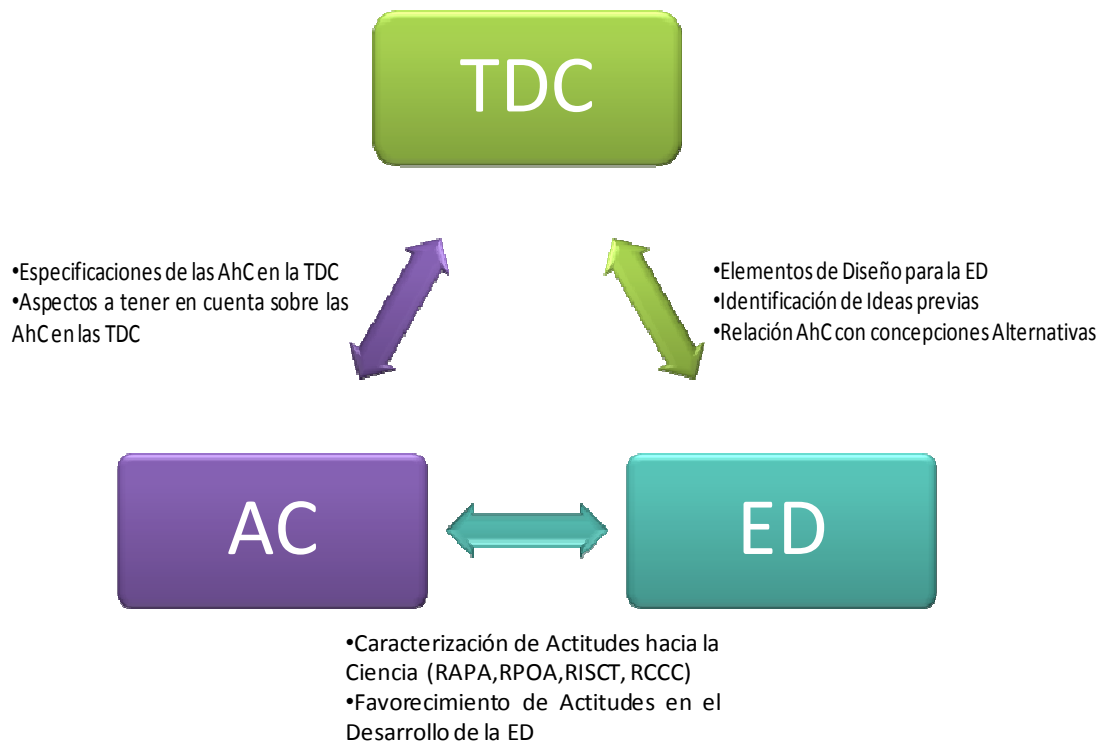 TDC
•Especificaciones de las AhC en la TDC
•Aspectos a tener en cuenta sobre las
AhC en las TDC
•Elementos de Diseño para la ED
•Identificación de Ideas previas
•Relación AhC con concepciones Alternativas
AC
ED
•Caracterización de Actitudes hacia la
Ciencia (RAPA,RPOA,RISCT, RCCC)
•Favorecimiento de Actitudes en el
Desarrollo de la ED